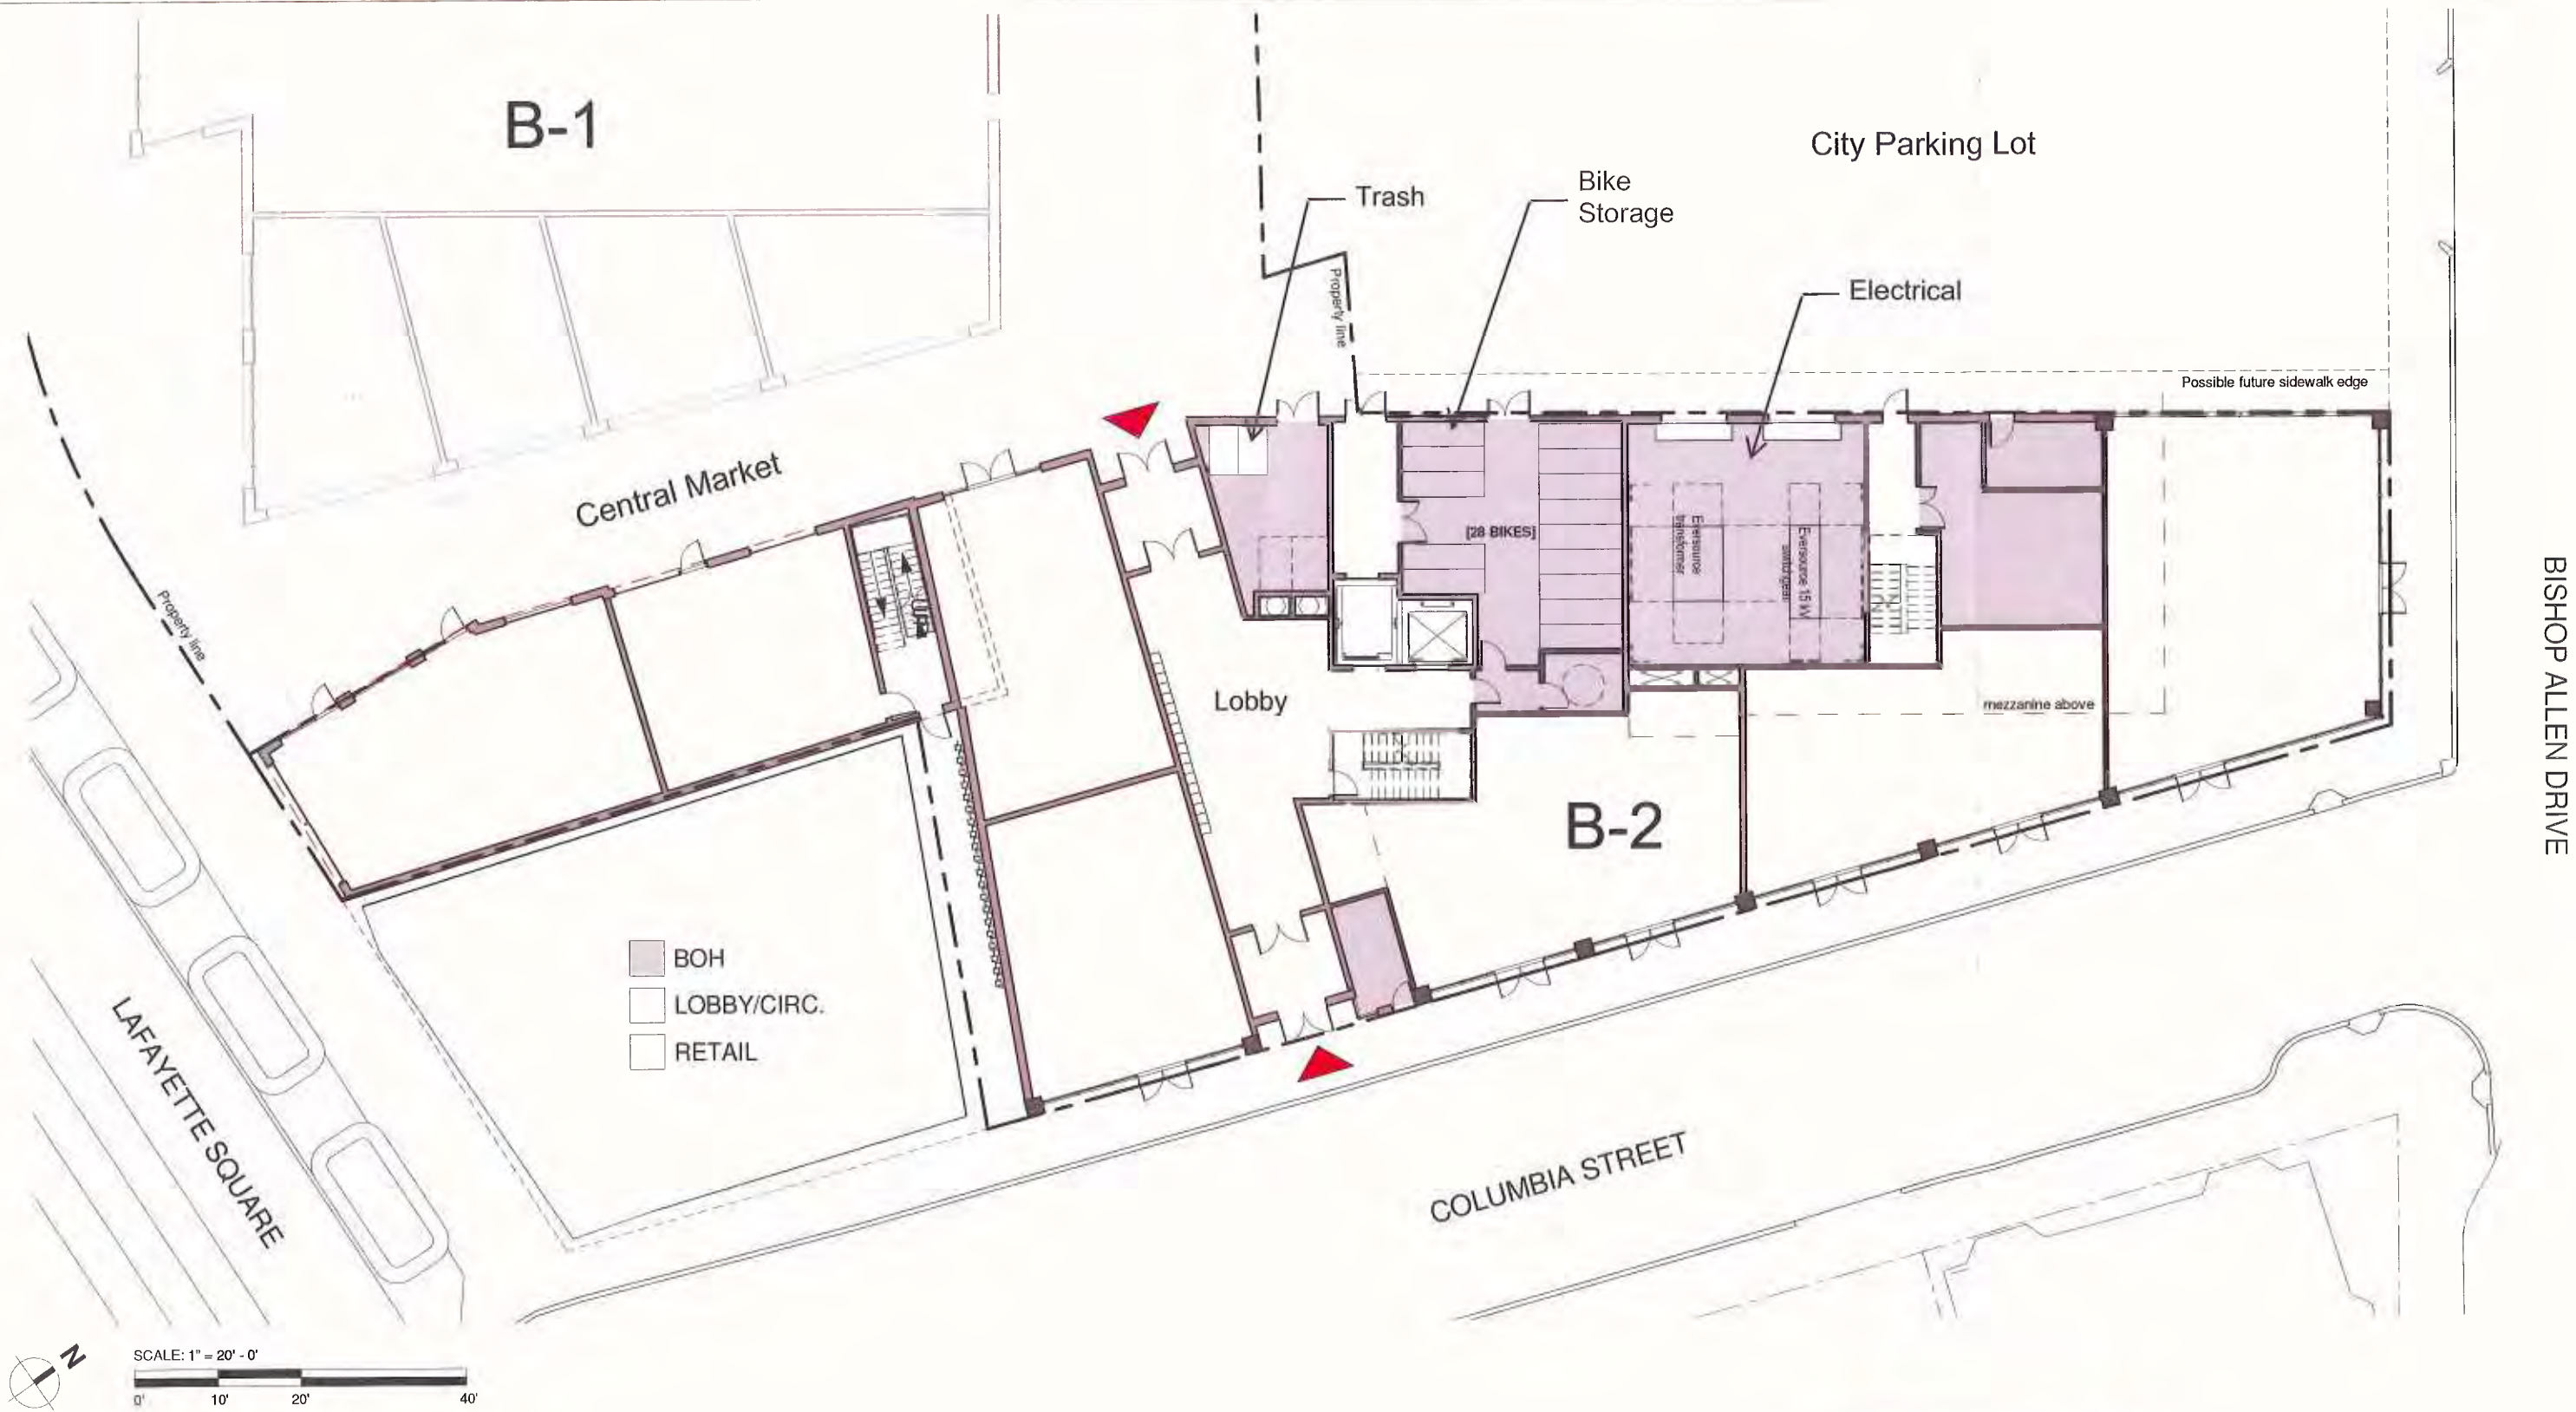 B-1
City Parking Lot
Bike
Storage
Trash
Electrical
Property line
Possible future sidewalk edge
Central Market
[28 BIKES]
Eversource
transformer
Eversource 15 kV
switchgear
Property line
UP
Lobby
mezzanine above
B-2
BISHOP ALLEN DRIVE
BOH
LOBBY/CIRC.
RETAIL
LAFAYETTE SQUARE
COLUMBIA STREET
N
SCALE: 1" = 20' - 0'
0' 10' 20' 40'